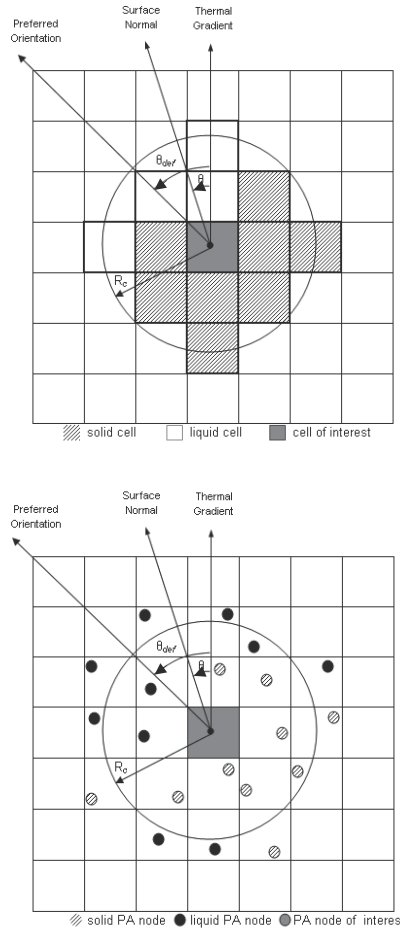 Surface
Normal
Thermal
Gradient
Preferred
Orientation
θdef
θ
Rc
solid cell
liquid cell
cell of interest
Surface
Normal
Thermal
Gradient
Preferred
Orientation
θdef
θ
Rc
solid PA node
liquid PA node
PA node of interes